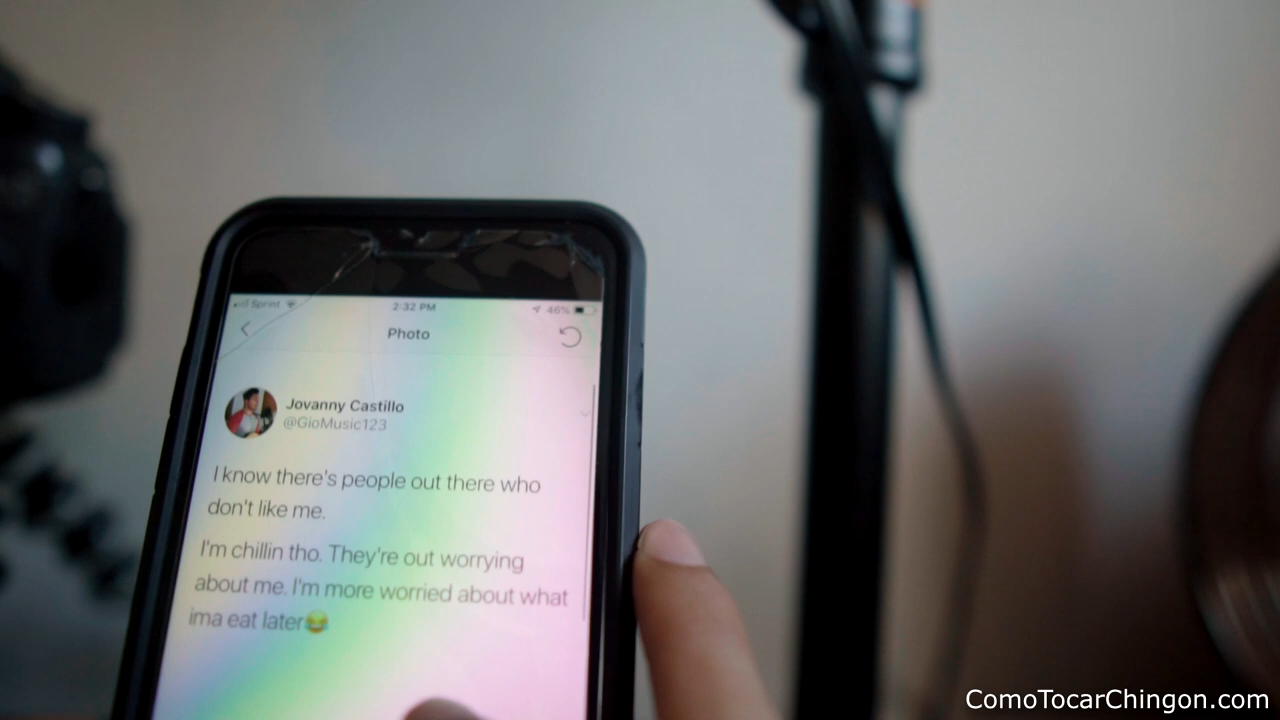 Sprint 2:32 PM 46%
Photo
Jovanny Castillo
@GioMusic123
I know there's people out there who
don't like me.
I'm chillin tho. They're out worrying
about me. I'm more worried about what
ima eat later😂
ComoTocarChingon.com